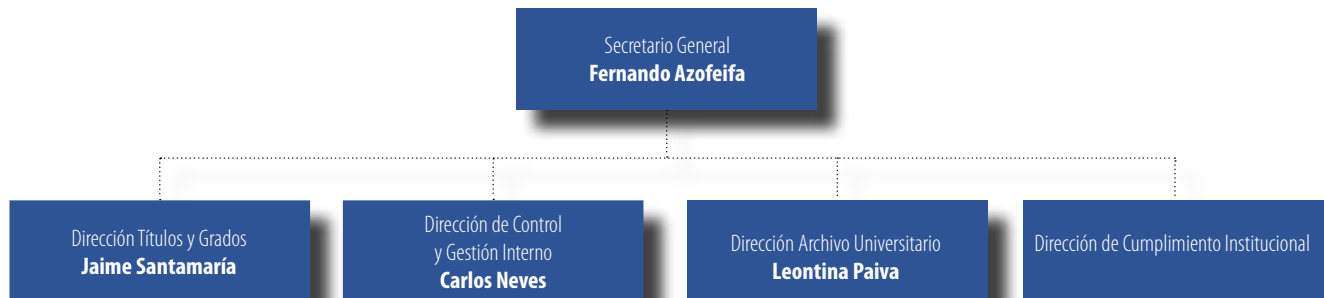 Secretario General
Fernando Azofeifa
Dirección Títulos y Grados
Jaime Santamaría
Dirección de Control
y Gestión Interno
Carlos Neves
Dirección Archivo Universitario
Leontina Paiva
Dirección de Cumplimiento Institucional